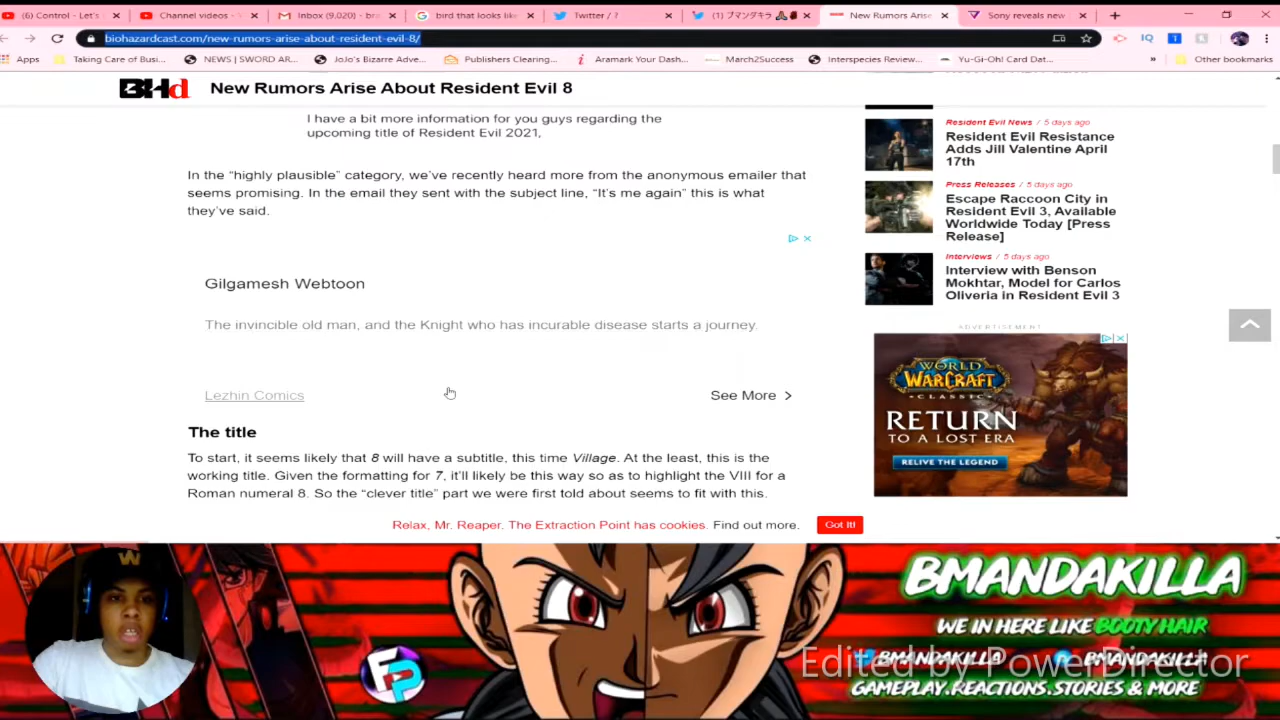 (6) Control - Let's
Channel videos -
Inbox (9,020) - br
bird that looks like
Twitter / ?
(1) ブマンダキラ
New Rumors Arise
Sony reveals new
biohazardcast.com/new-rumors-arise-about-resident-evil-8/
IQ
Apps
Taking Care of Busi...
NEWS | SWORD AR...
JoJo's Bizarre Adve...
Publishers Clearing...
Aramark Your Dash...
March2Success
Interspecies Review...
Yu-Gi-Oh! Card Dat...
»
Other bookmarks
BHd
New Rumors Arise About Resident Evil 8
I have a bit more information for you guys regarding the
upcoming title of Resident Evil 2021,
In the “highly plausible” category, we’ve recently heard more from the anonymous emailer that
seems promising. In the email they sent with the subject line, “It’s me again” this is what
they’ve said.
Gilgamesh Webtoon
The invincible old man, and the Knight who has incurable disease starts a journey.
Lezhin Comics
See More >
The title
To start, it seems likely that 8 will have a subtitle, this time Village. At the least, this is the
working title. Given the formatting for 7, it’ll likely be this way so as to highlight the VIII for a
Roman numeral 8. So the “clever title” part we were first told about seems to fit with this.
Resident Evil News / 5 days ago
Resident Evil Resistance
Adds Jill Valentine April
17th
Press Releases / 5 days ago
Escape Raccoon City in
Resident Evil 3, Available
Worldwide Today [Press
Release]
Interviews / 5 days ago
Interview with Benson
Mokhtar, Model for Carlos
Oliveria in Resident Evil 3
ADVERTISEMENT
WORLD
WARCRAFT
CLASSIC
RETURN
TO A LOST ERA
RELIVE THE LEGEND
Relax, Mr. Reaper. The Extraction Point has cookies. Find out more.
Got It!
W
FP
BMANDAKILLA
WE IN HERE LIKE BOOTY HAIR
BMANDAKILLA
BMANDAKILLA
GAMEPLAY.REACTIONS.STORIES & MORE
Edited by PowerDirector